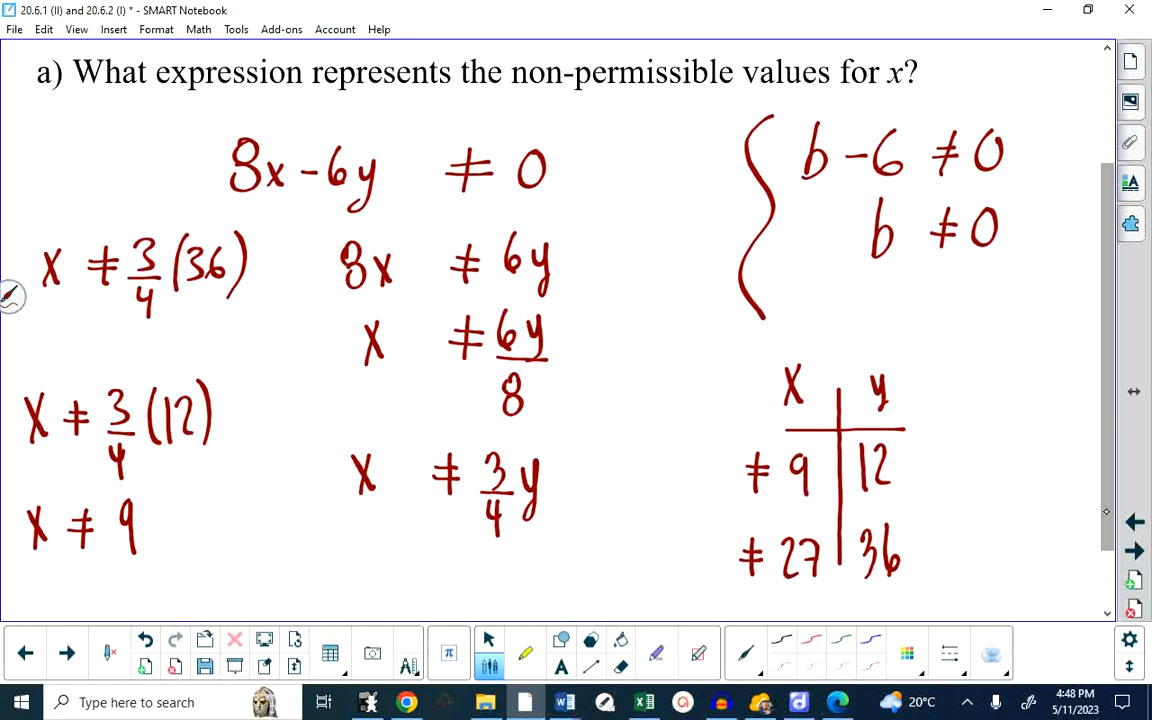 20.6.1 (II) and 20.6.2 (I) * - SMART Notebook
File Edit View Insert Format Math Tools Add-ons Account Help
a) What expression represents the non-permissible values for x?
8x - 6y ≠ 0
8x ≠ 6y
x ≠ 6y/8
x ≠ 3/4 y
x ≠ 3/4 (36)
x ≠ 3/4 (12)
x ≠ 9
b - 6 ≠ 0
b ≠ 0
x | y
≠ 9 | 12
≠ 27 | 36
Type here to search
20°C
4:48 PM
5/11/2023